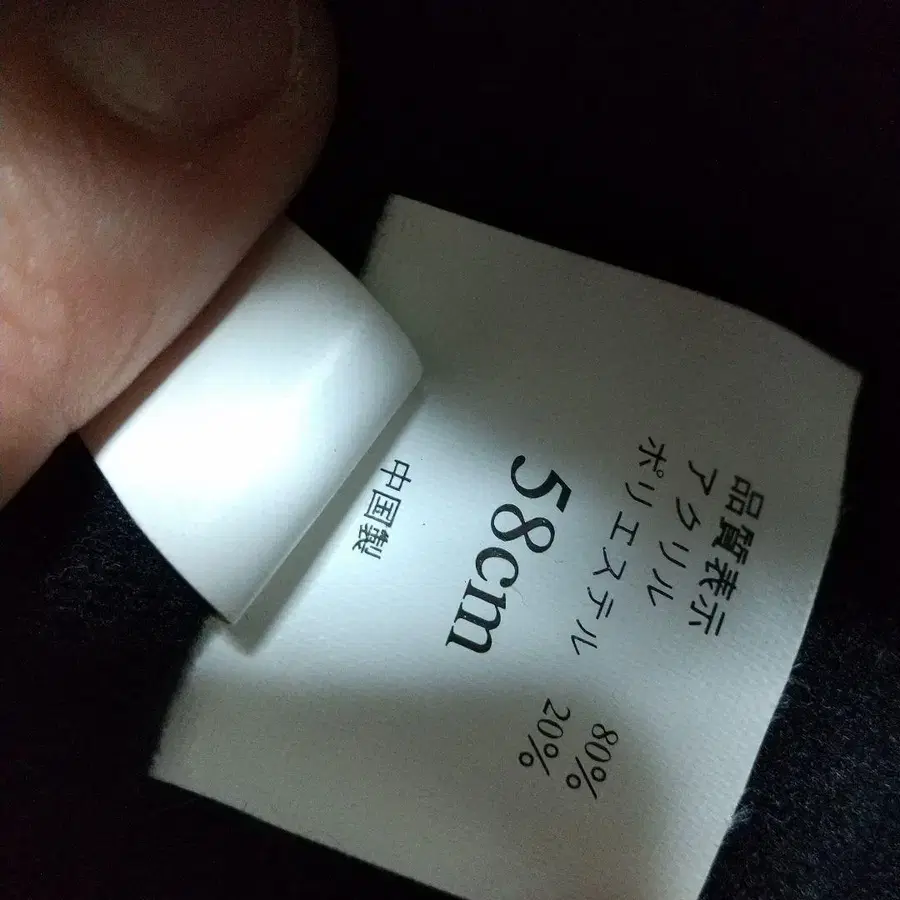 品質表示
アクリル 80%
ポリエステル 20%
58cm
中国製